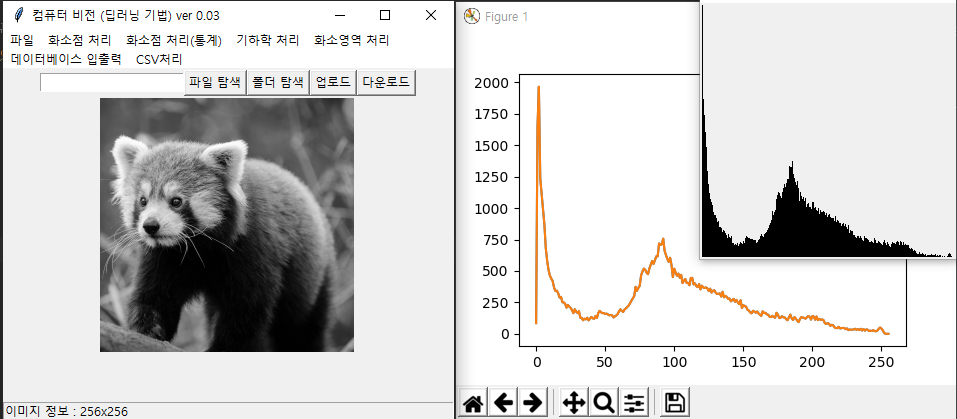 컴퓨터 비전 (딥러닝 기법) ver 0.03
파일 화소점 처리 화소점 처리(통계) 기하학 처리 화소영역 처리
데이터베이스 입출력 CSV처리
파일 탐색 폴더 탐색 업로드 다운로드
이미지 정보 : 256x256
Figure 1
2000
1750
1500
1250
1000
750
500
250
0
0 50 100 150 200 250